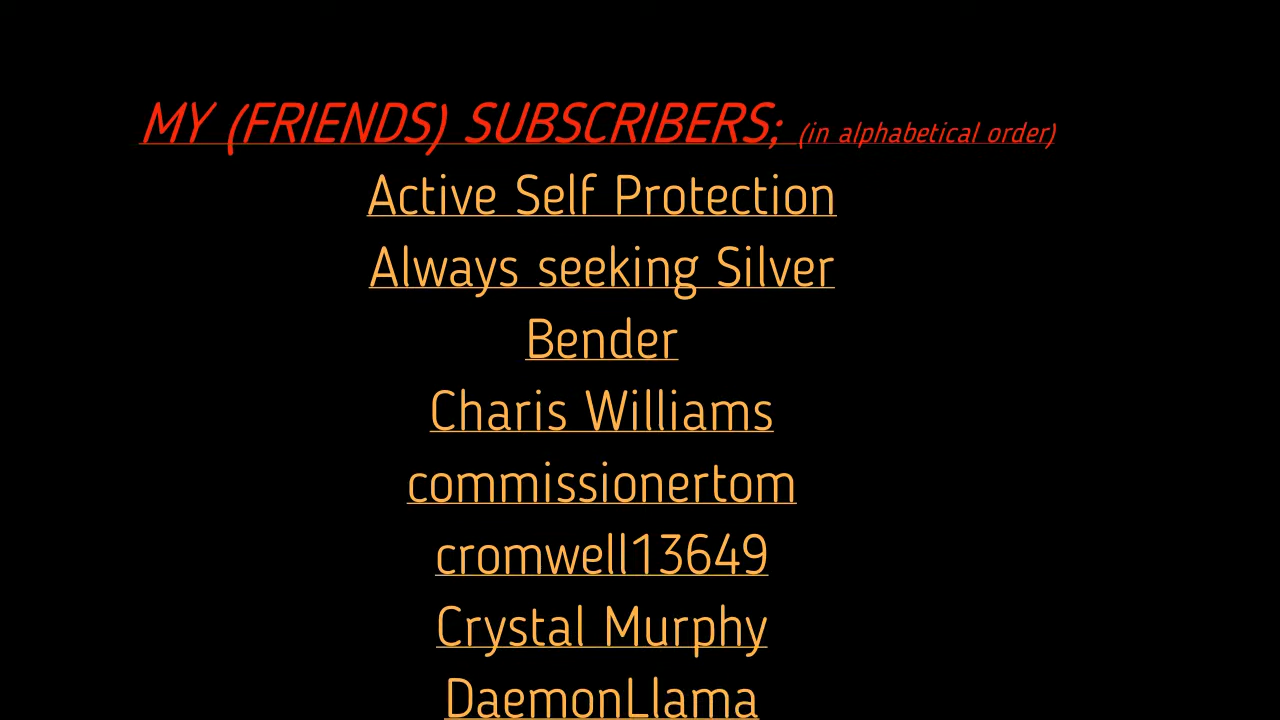 MY (FRIENDS) SUBSCRIBERS; (in alphabetical order)
Active Self Protection
Always seeking Silver
Bender
Charis Williams
commissionertom
cromwell13649
Crystal Murphy
DaemonLlama